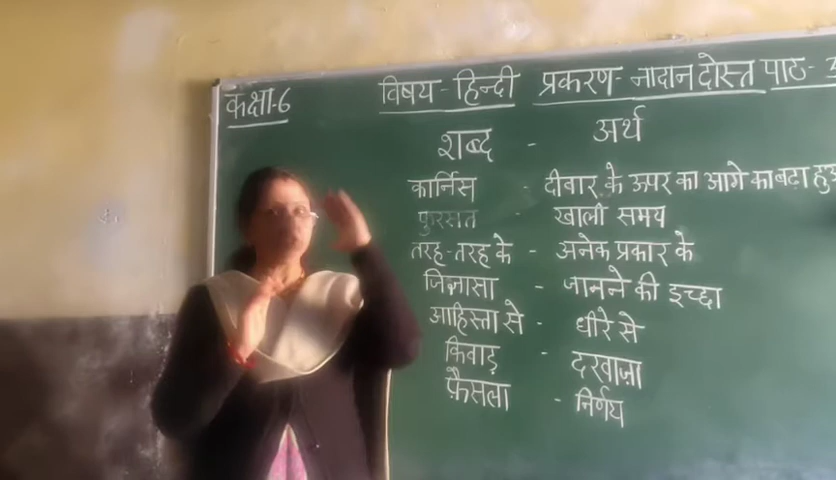 कक्षा-6 विषय - हिन्दी प्रकरण- नादान दोस्त पाठ-
शब्द - अर्थ
कार्निस - दीवार के ऊपर का आगे का बढ़ा
फुरसत - खाली समय
तरह-तरह के - अनेक प्रकार के
जिज्ञासा - जानने की इच्छा
आहिस्ता से - धीरे से
किवाड़ - दरवाज़ा
फ़ैसला - निर्णय